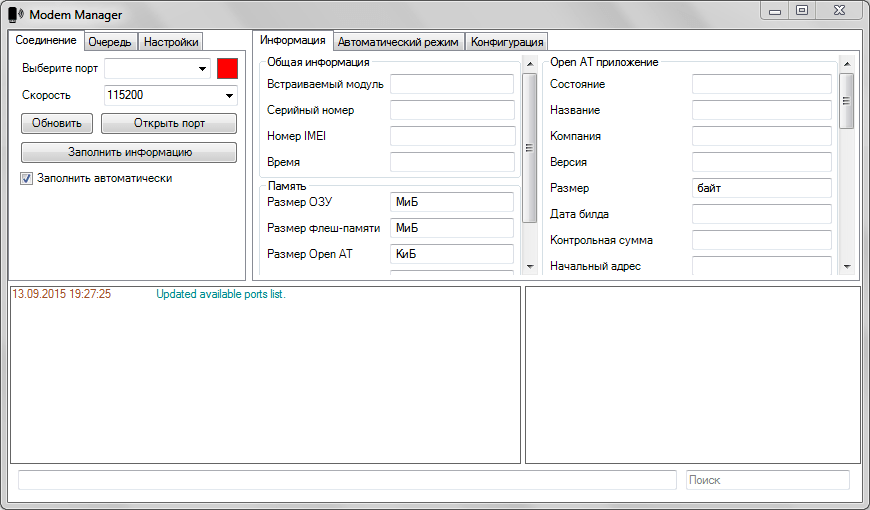 Modem Manager
Соединение Очередь Настройки
Выберите порт
Скорость 115200
Обновить Открыть порт
Заполнить информацию
Заполнить автоматически
Информация Автоматический режим Конфигурация
Общая информация
Встраиваемый модуль
Серийный номер
Номер IMEI
Время
Память
Размер ОЗУ МиБ
Размер флеш-памяти МиБ
Размер Open AT КиБ
Open AT приложение
Состояние
Название
Компания
Версия
Размер байт
Дата билда
Контрольная сумма
Начальный адрес
13.09.2015 19:27:25 Updated available ports list.
Поиск